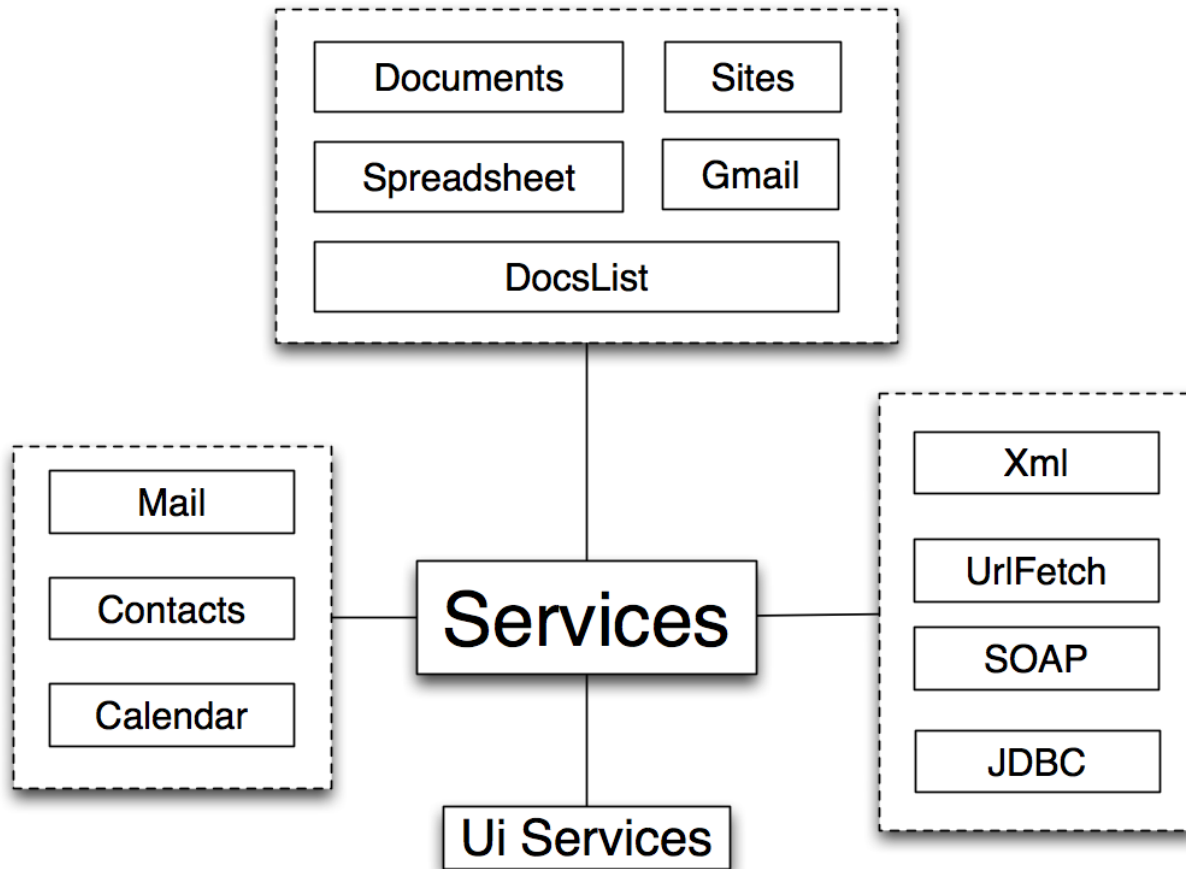 Documents
Sites
Spreadsheet
Gmail
DocsList
Mail
Contacts
Calendar
Services
Xml
UrlFetch
SOAP
JDBC
Ui Services